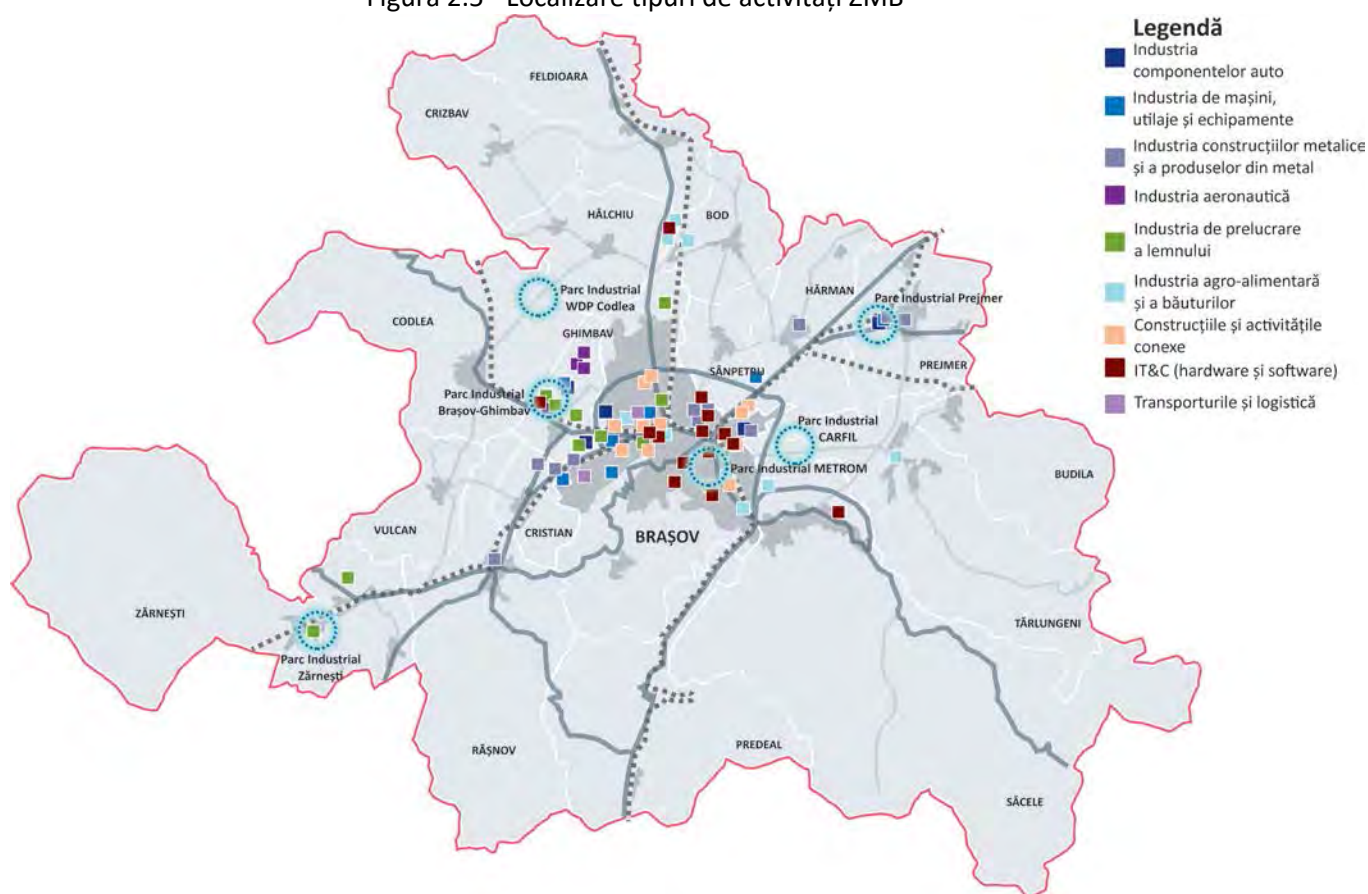 Figura 2.5 - Localizare tipuri de activități ZMB
Legendă
Industria
componentelor auto
Industria de mașini,
utilaje și echipamente
Industria construcțiilor metalice
și a produselor din metal
Industria aeronautică
Industria de prelucrare
a lemnului
Industria agro-alimentară
și a băuturilor
Construcțiile și activitățile
conexe
IT&C (hardware și software)
Transporturile și logistică
FELDIOARA
CRIZBAV
HĂLCHIU
BOD
HĂRMAN
Parc Industrial
WDP Codlea
Parc Industrial Prejmer
CODLEA
GHIMBAV
SÂNPETRU
PREJMER
Parc Industrial
Brașov-Ghimbav
Parc Industrial
CARFIL
Parc Industrial METROM
BUDILA
VULCAN
CRISTIAN
BRAȘOV
ZĂRNEȘTI
TĂRLUNGENI
Parc Industrial
Zărnești
RÂȘNOV
PREDEAL
SĂCELE